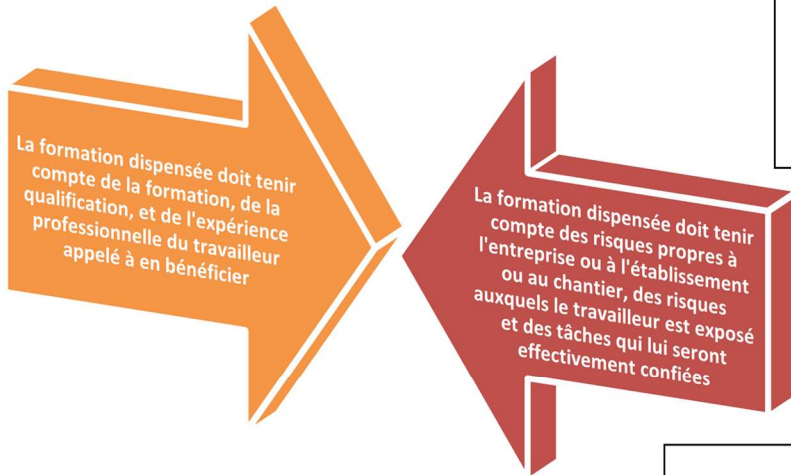 La formation dispensée doit tenir
compte de la formation, de la
qualification, et de l'expérience
professionnelle du travailleur
appelé à en bénéficier
La formation dispensée doit tenir
compte des risques propres à
l'entreprise ou à l'établissement
ou au chantier, des risques
auxquels le travailleur est exposé
et des tâches qui lui seront
effectivement confiées